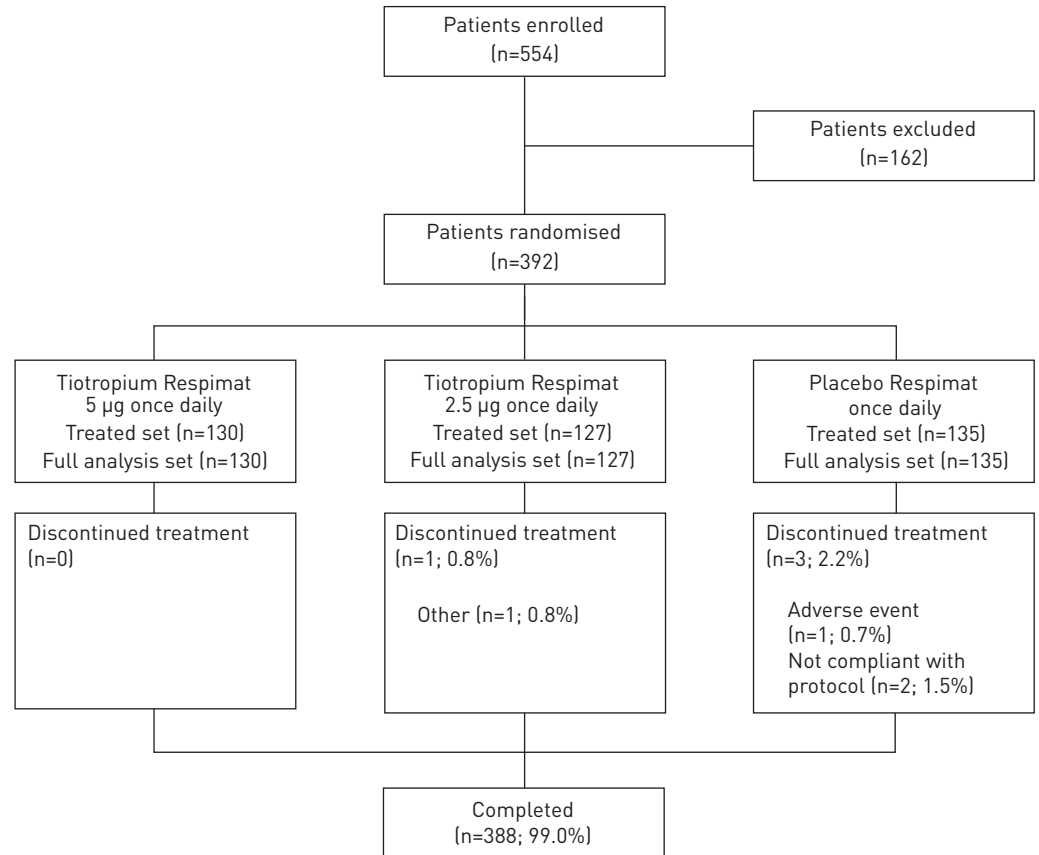 Patients enrolled
(n=554)
Patients excluded
(n=162)
Patients randomised
(n=392)
Tiotropium Respimat
5 µg once daily
Treated set (n=130)
Full analysis set (n=130)
Tiotropium Respimat
2.5 µg once daily
Treated set (n=127)
Full analysis set (n=127)
Placebo Respimat
once daily
Treated set (n=135)
Full analysis set (n=135)
Discontinued treatment
(n=0)
Discontinued treatment
(n=1; 0.8%)
Other (n=1; 0.8%)
Discontinued treatment
(n=3; 2.2%)
Adverse event
(n=1; 0.7%)
Not compliant with
protocol (n=2; 1.5%)
Completed
(n=388; 99.0%)